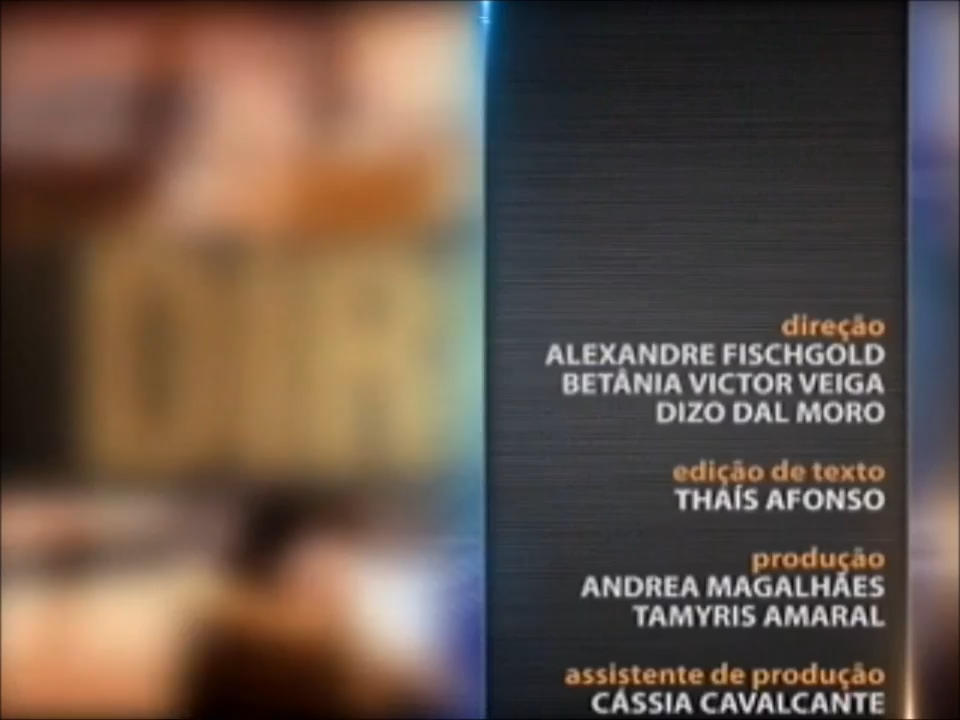 direção
ALEXANDRE FISCHGOLD
BETÂNIA VICTOR VEIGA
DIZO DAL MORO
edição de texto
THAÍS AFONSO
produção
ANDREA MAGALHÃES
TAMYRIS AMARAL
assistente de produção
CÁSSIA CAVALCANTE